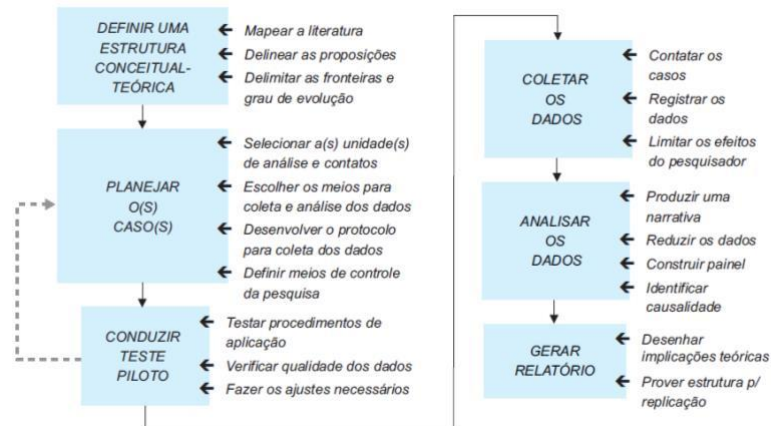 DEFINIR UMA
ESTRUTURA
CONCEITUAL-
TEÓRICA
Mapear a literatura
Delinear as proposições
Delimitar as fronteiras e
grau de evolução
PLANEJAR
O(S)
CASO(S)
Selecionar a(s) unidade(s)
de análise e contatos
Escolher os meios para
coleta e análise dos dados
Desenvolver o protocolo
para coleta dos dados
Definir meios de controle
da pesquisa
CONDUZIR
TESTE
PILOTO
Testar procedimentos de
aplicação
Verificar qualidade dos dados
Fazer os ajustes necessários
COLETAR
OS
DADOS
Contatar os
casos
Registrar os
dados
Limitar os efeitos
do pesquisador
ANALISAR
OS
DADOS
Produzir uma
narrativa
Reduzir os dados
Construir painel
Identificar
causalidade
GERAR
RELATÓRIO
Desenhar
implicações teóricas
Prover estrutura p/
replicação